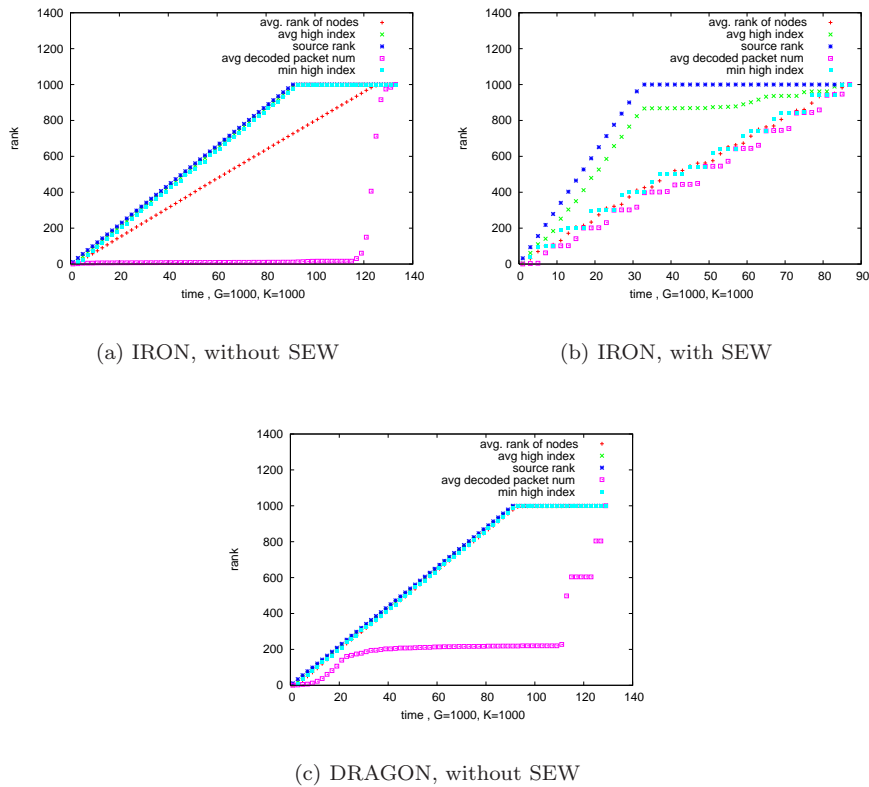 1400
1200
1000
800
600
400
200
0
rank
avg. rank of nodes
avg high index
source rank
avg decoded packet num
min high index
0 20 40 60 80 100 120 140
time , G=1000, K=1000
(a) IRON, without SEW
1400
1200
1000
800
600
400
200
0
rank
avg. rank of nodes
avg high index
source rank
avg decoded packet num
min high index
0 10 20 30 40 50 60 70 80 90
time , G=1000, K=1000
(b) IRON, with SEW
1400
1200
1000
800
600
400
200
0
rank
avg. rank of nodes
avg high index
source rank
avg decoded packet num
min high index
0 20 40 60 80 100 120 140
time , G=1000, K=1000
(c) DRAGON, without SEW